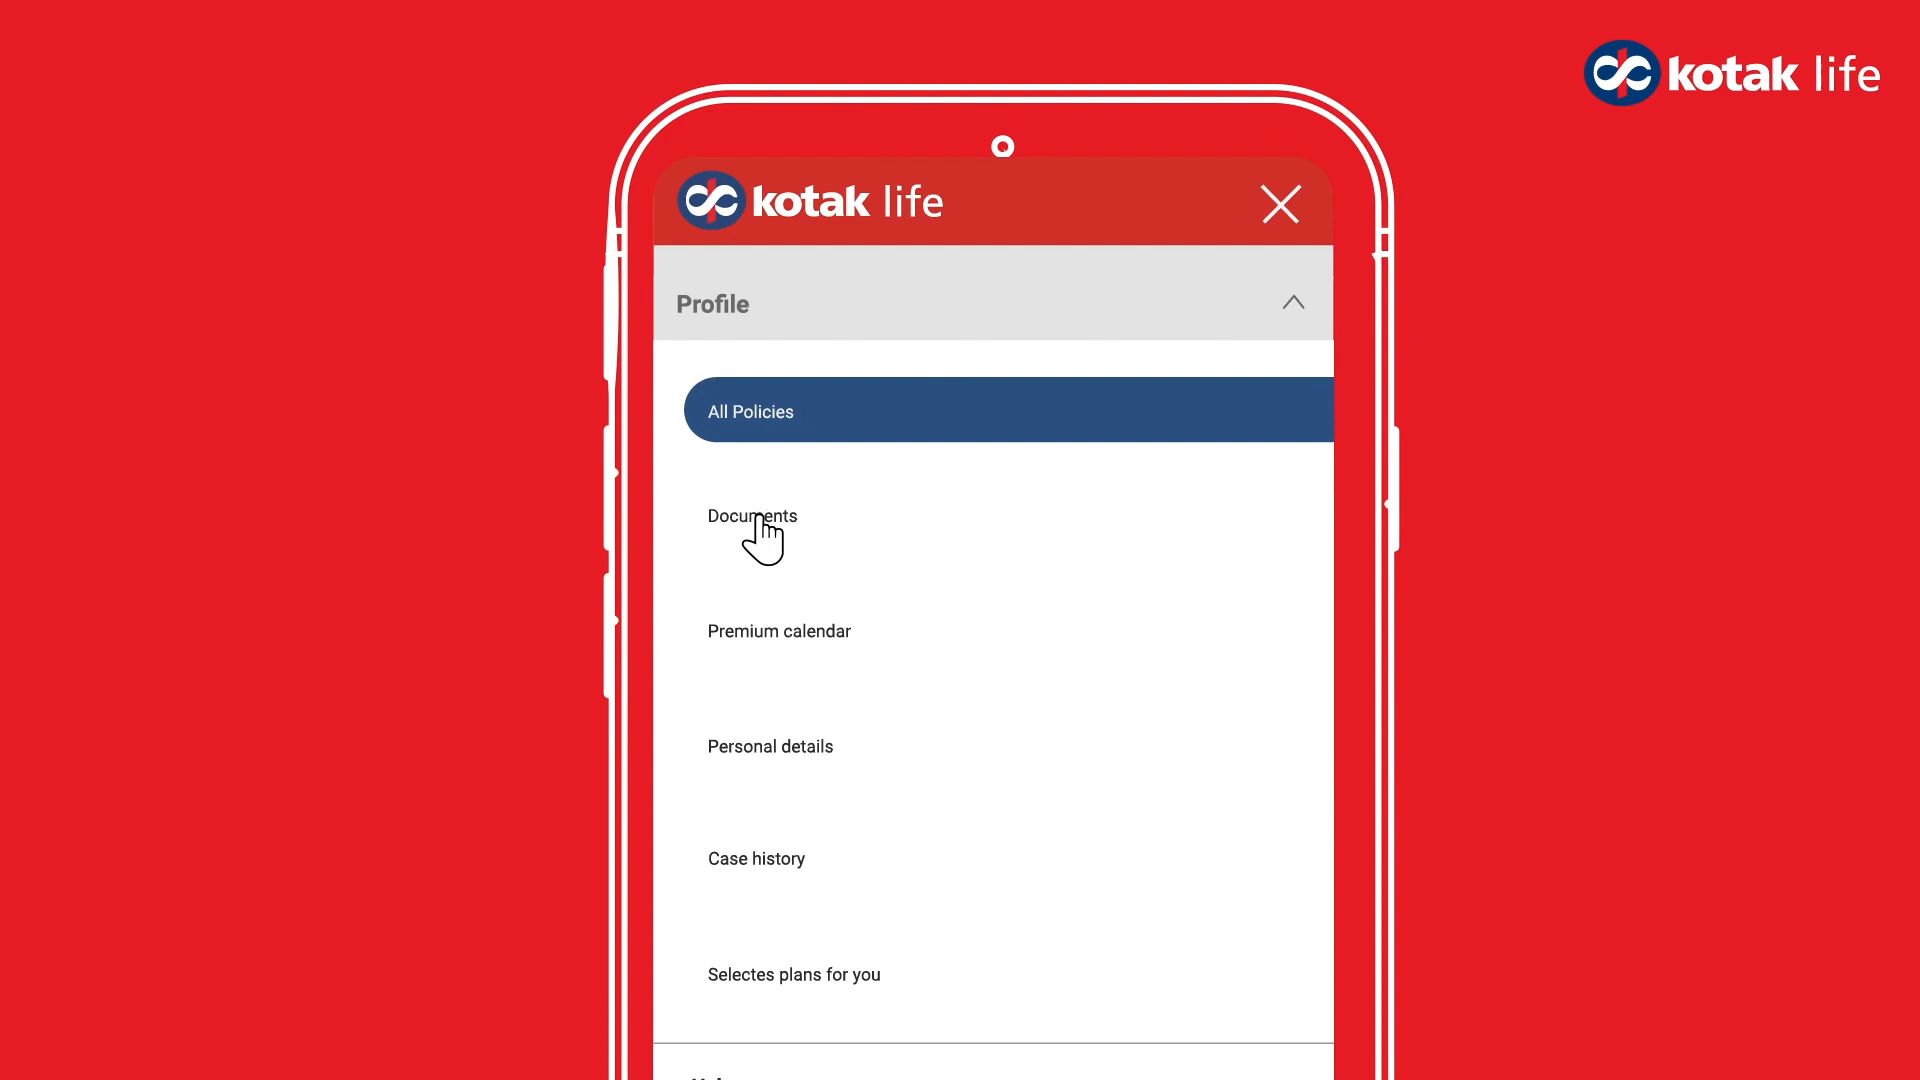 kotak life
kotak life
Profile
All Policies
Documents
Premium calendar
Personal details
Case history
Selectes plans for you